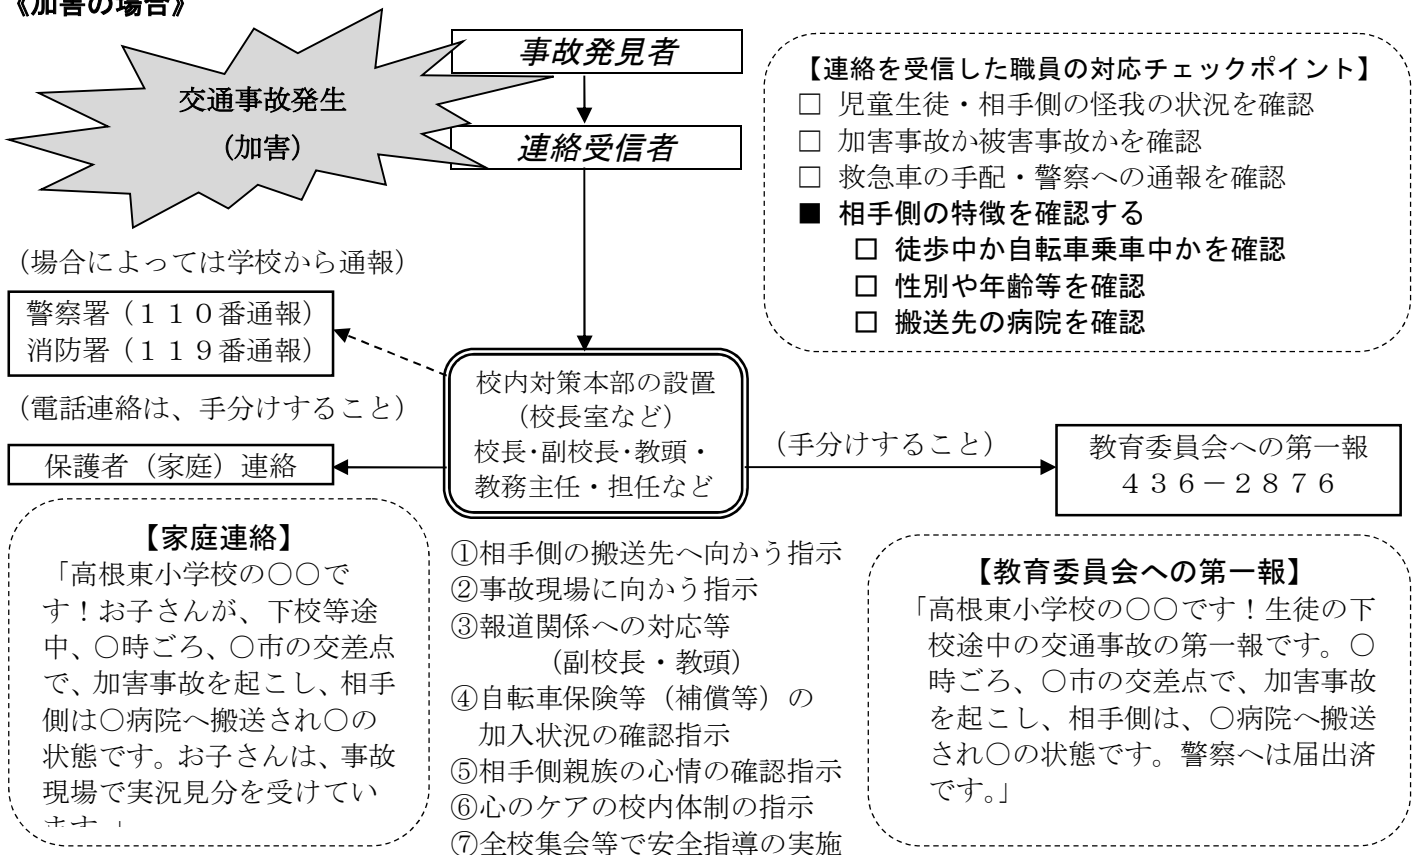 《加害の場合》
交通事故発生
(加害)
事故発見者
連絡受信者
【連絡を受信した職員の対応チェックポイント】
□ 児童生徒・相手側の怪我の状況を確認
□ 加害事故か被害事故かを確認
□ 救急車の手配・警察への通報を確認
■ 相手側の特徴を確認する
□ 徒歩中か自転車乗車中かを確認
□ 性別や年齢等を確認
□ 搬送先の病院を確認
(場合によっては学校から通報)
警察署(110番通報)
消防署(119番通報)
(電話連絡は、手分けすること)
保護者(家庭)連絡
校内対策本部の設置
(校長室など)
校長・副校長・教頭・
教務主任・担任など
(手分けすること)
教育委員会への第一報
436-2876
【家庭連絡】
「高根東小学校の〇〇で
す!お子さんが、下校等途
中、〇時ごろ、〇市の交差点
で、加害事故を起こし、相手
側は〇病院へ搬送され〇の
状態です。お子さんは、事故
現場で実況見分を受けてい
ます。」
①相手側の搬送先へ向かう指示
②事故現場に向かう指示
③報道関係への対応等
(副校長・教頭)
④自転車保険等(補償等)の
加入状況の確認指示
⑤相手側親族の心情の確認指示
⑥心のケアの校内体制の指示
⑦全校集会等で安全指導の実施
【教育委員会への第一報】
「高根東小学校の〇〇です!生徒の下
校途中の交通事故の第一報です。〇
時ごろ、〇市の交差点で、加害事故
を起こし、相手側は、〇病院へ搬送
され〇の状態です。警察へは届出済
です。」